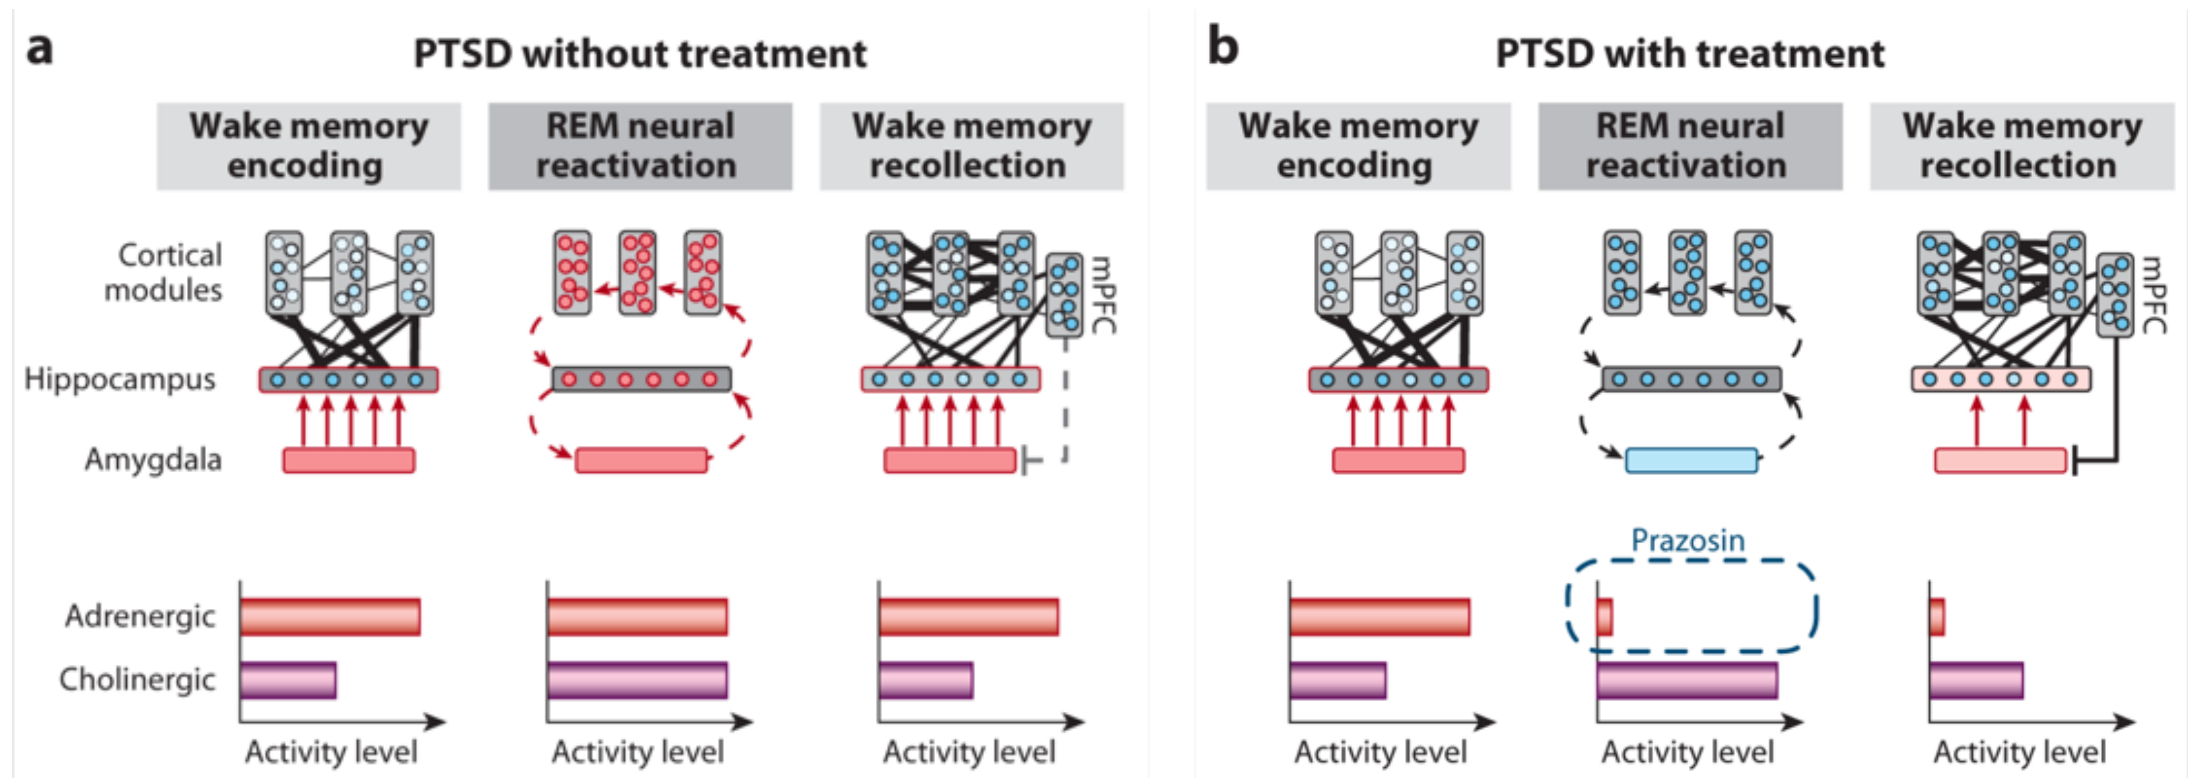 a
PTSD without treatment
Wake memory
encoding
REM neural
reactivation
Wake memory
recollection
Cortical
modules
mPFC
Hippocampus
Amygdala
Adrenergic
Cholinergic
Activity level
Activity level
Activity level
b
PTSD with treatment
Wake memory
encoding
REM neural
reactivation
Wake memory
recollection
mPFC
Prazosin
Activity level
Activity level
Activity level